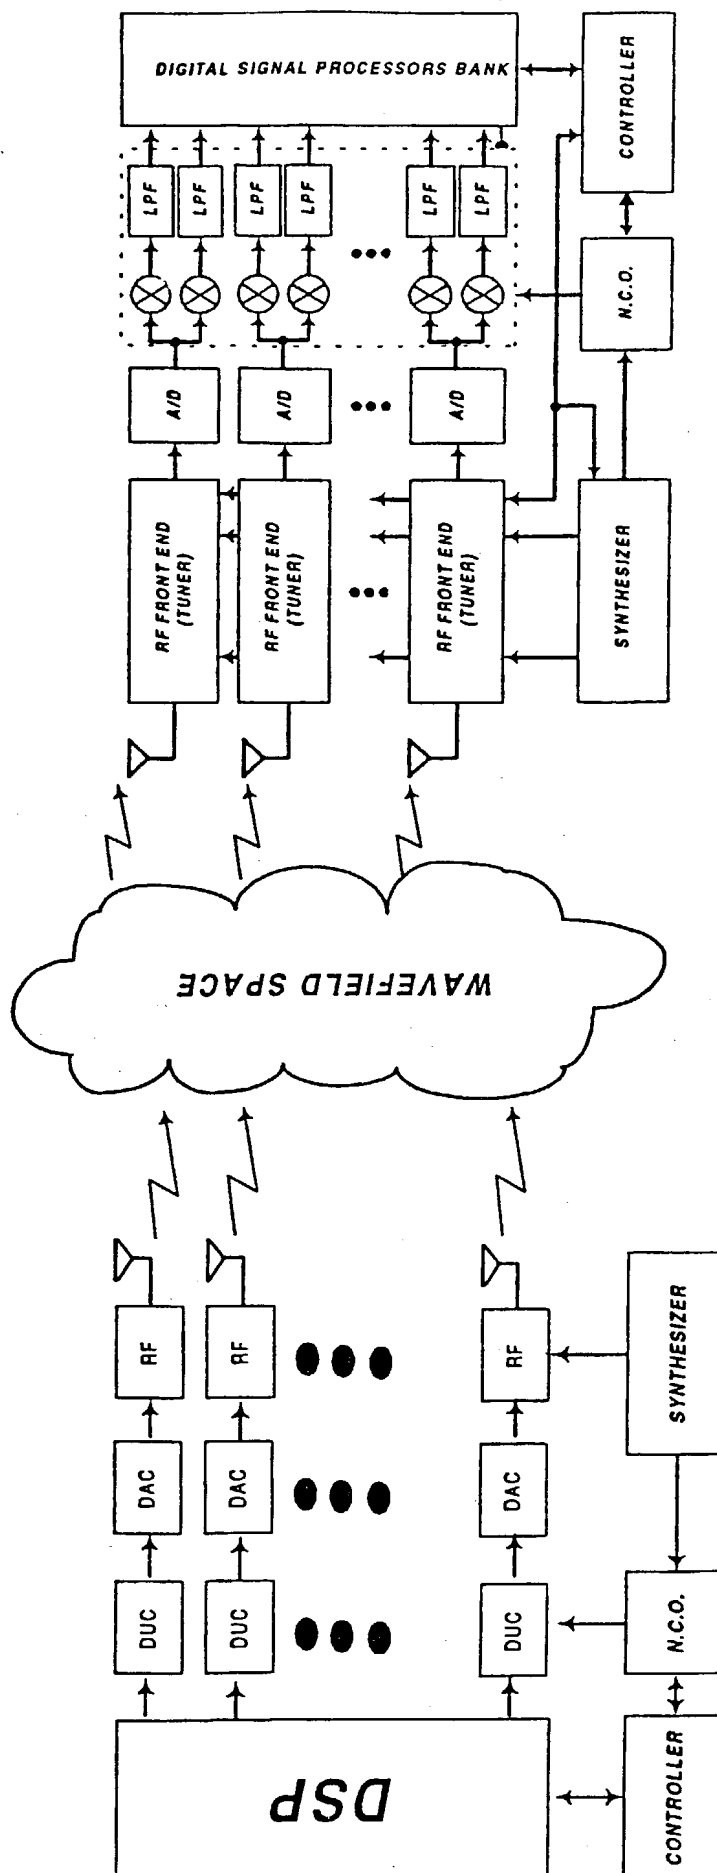 DIGITAL SIGNAL PROCESSORS BANK
CONTROLLER
LPF
LPF
LPF
LPF
LPF
LPF
N.C.O.
A/D
A/D
A/D
RF FRONT END
(TUNER)
RF FRONT END
(TUNER)
RF FRONT END
(TUNER)
SYNTHESIZER
WAVEFIELD SPACE
RF
RF
RF
SYNTHESIZER
DAC
DAC
DAC
DUC
DUC
DUC
N.C.O.
DSP
CONTROLLER